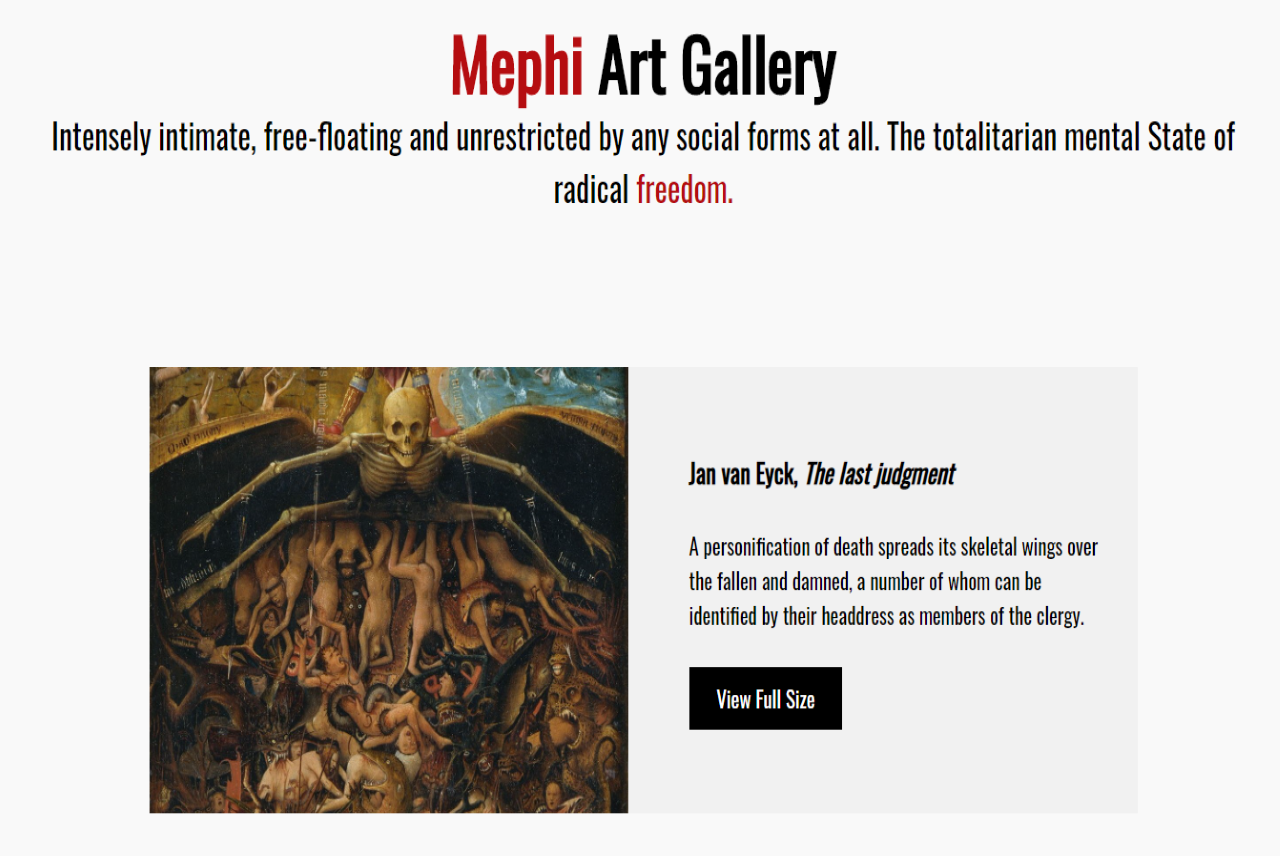 Mephi Art Gallery
Intensely intimate, free-floating and unrestricted by any social forms at all. The totalitarian mental State of
radical freedom.
Jan van Eyck, The last judgment
A personification of death spreads its skeletal wings over
the fallen and damned, a number of whom can be
identified by their headdress as members of the clergy.
View Full Size